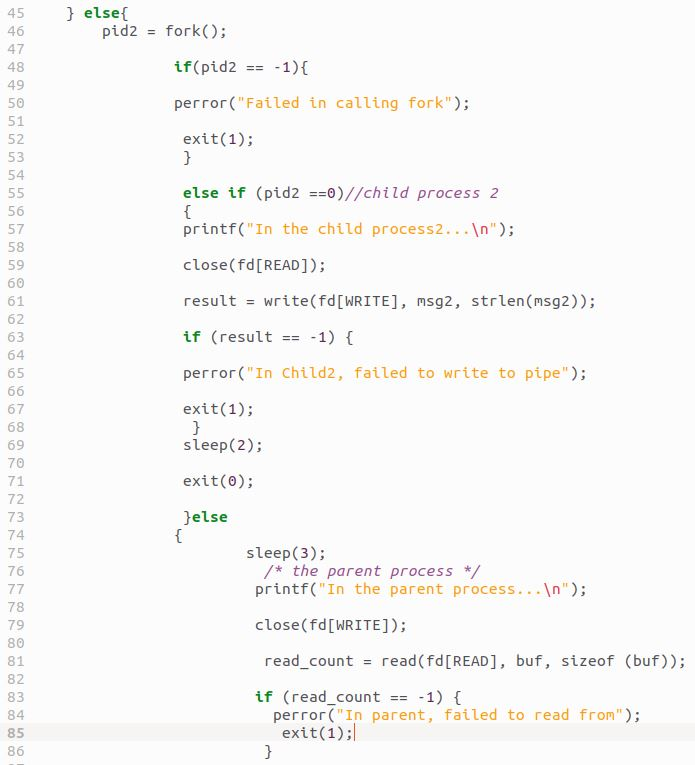 45 } else{
46 pid2 = fork();
47
48 if(pid2 == -1){
49
50 perror("Failed in calling fork");
51
52 exit(1);
53 }
54
55 else if (pid2 ==0)//child process 2
56 {
57 printf("In the child process2...\n");
58
59 close(fd[READ]);
60
61 result = write(fd[WRITE], msg2, strlen(msg2));
62
63 if (result == -1) {
64
65 perror("In Child2, failed to write to pipe");
66
67 exit(1);
68 }
69 sleep(2);
70
71 exit(0);
72
73 }else
74 {
75 sleep(3);
76 /* the parent process */
77 printf("In the parent process...\n");
78
79 close(fd[WRITE]);
80
81 read_count = read(fd[READ], buf, sizeof (buf));
82
83 if (read_count == -1) {
84 perror("In parent, failed to read from");
85 exit(1);
86 }